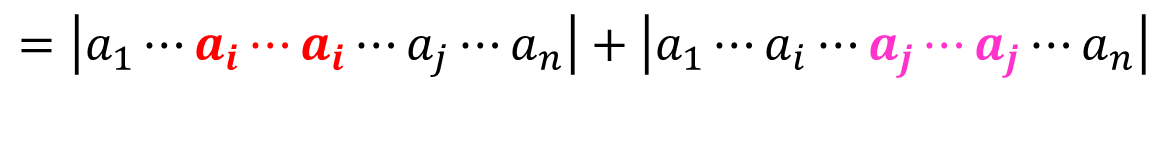 = |a₁ ⋯ aᵢ ⋯ aᵢ ⋯ aⱼ ⋯ aₙ| + |a₁ ⋯ aᵢ ⋯ aⱼ ⋯ aⱼ ⋯ aₙ|